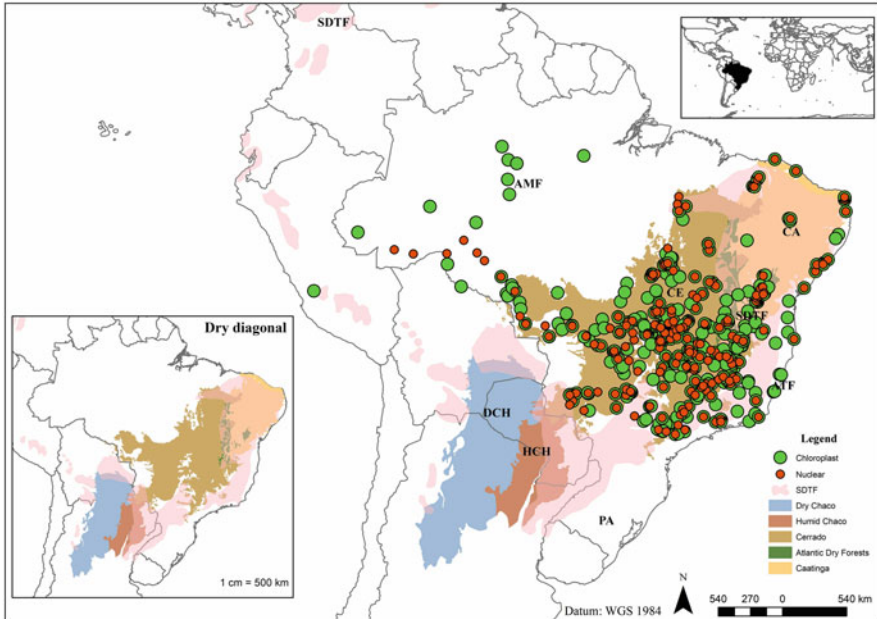 SDTF
AMF
CA
CE
SDTF
ATF
DCH
HCH
PA
Dry diagonal
1 cm = 500 km
Legend
Chloroplast
Nuclear
SDTF
Dry Chaco
Humid Chaco
Cerrado
Atlantic Dry Forests
Caatinga
N
Datum: WGS 1984
540 270 0 540 km